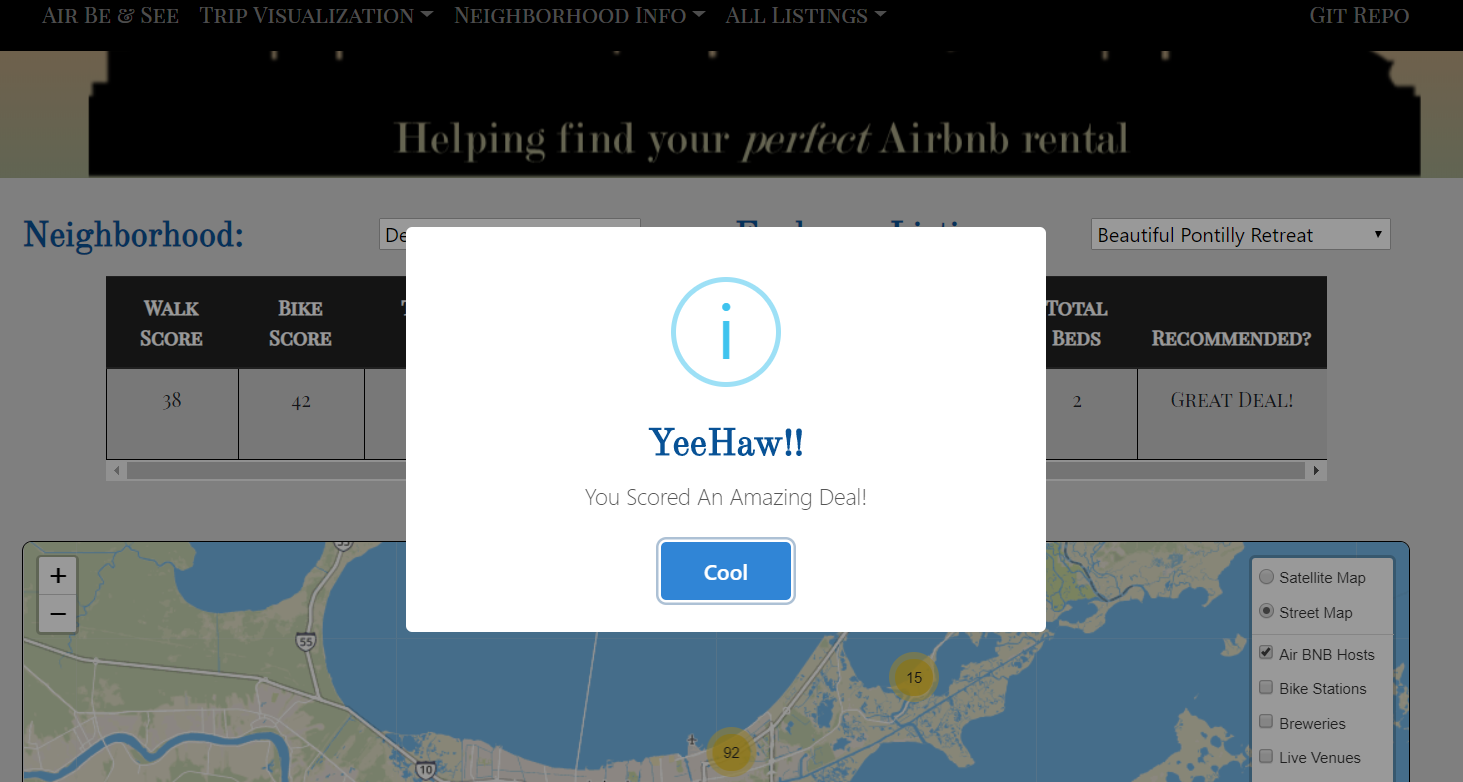 Air Be & See Trip Visualization Neighborhood Info All Listings Git Repo
Helping find your perfect Airbnb rental
Neighborhood: De
Beautiful Pontilly Retreat
Walk Score Bike Score Total Beds Recommended?
38 42 2 Great Deal!
i
YeeHaw!!
You Scored An Amazing Deal!
Cool
+
−
55
10
15
92
Satellite Map
Street Map
Air BNB Hosts
Bike Stations
Breweries
Live Venues